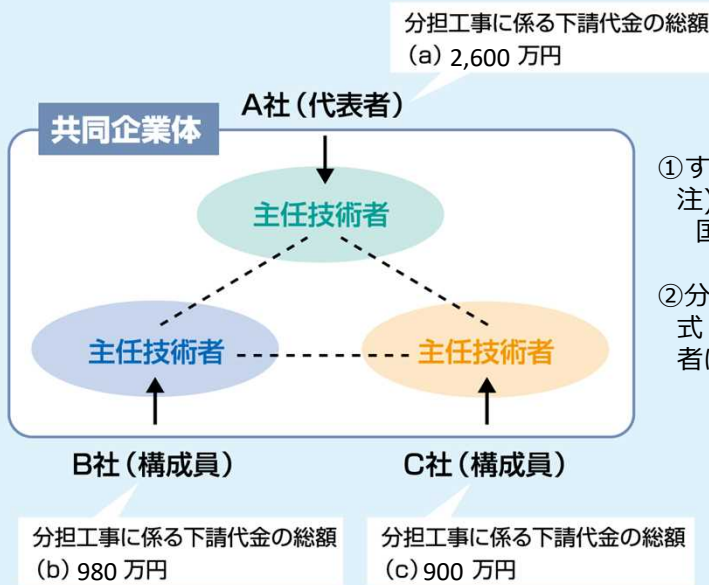 分担工事に係る下請代金の総額
(a) 2,600 万円
A社(代表者)
共同企業体
主任技術者
主任技術者
主任技術者
B社(構成員)
C社(構成員)
分担工事に係る下請代金の総額
(b) 980 万円
分担工事に係る下請代金の総額
(c) 900 万円
①す
注)
②分
式
者